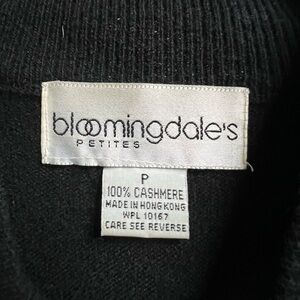 bloomingdale's
PETITES
P
100% CASHMERE
MADE IN HONG KONG
WPL 10167
CARE SEE REVERSE